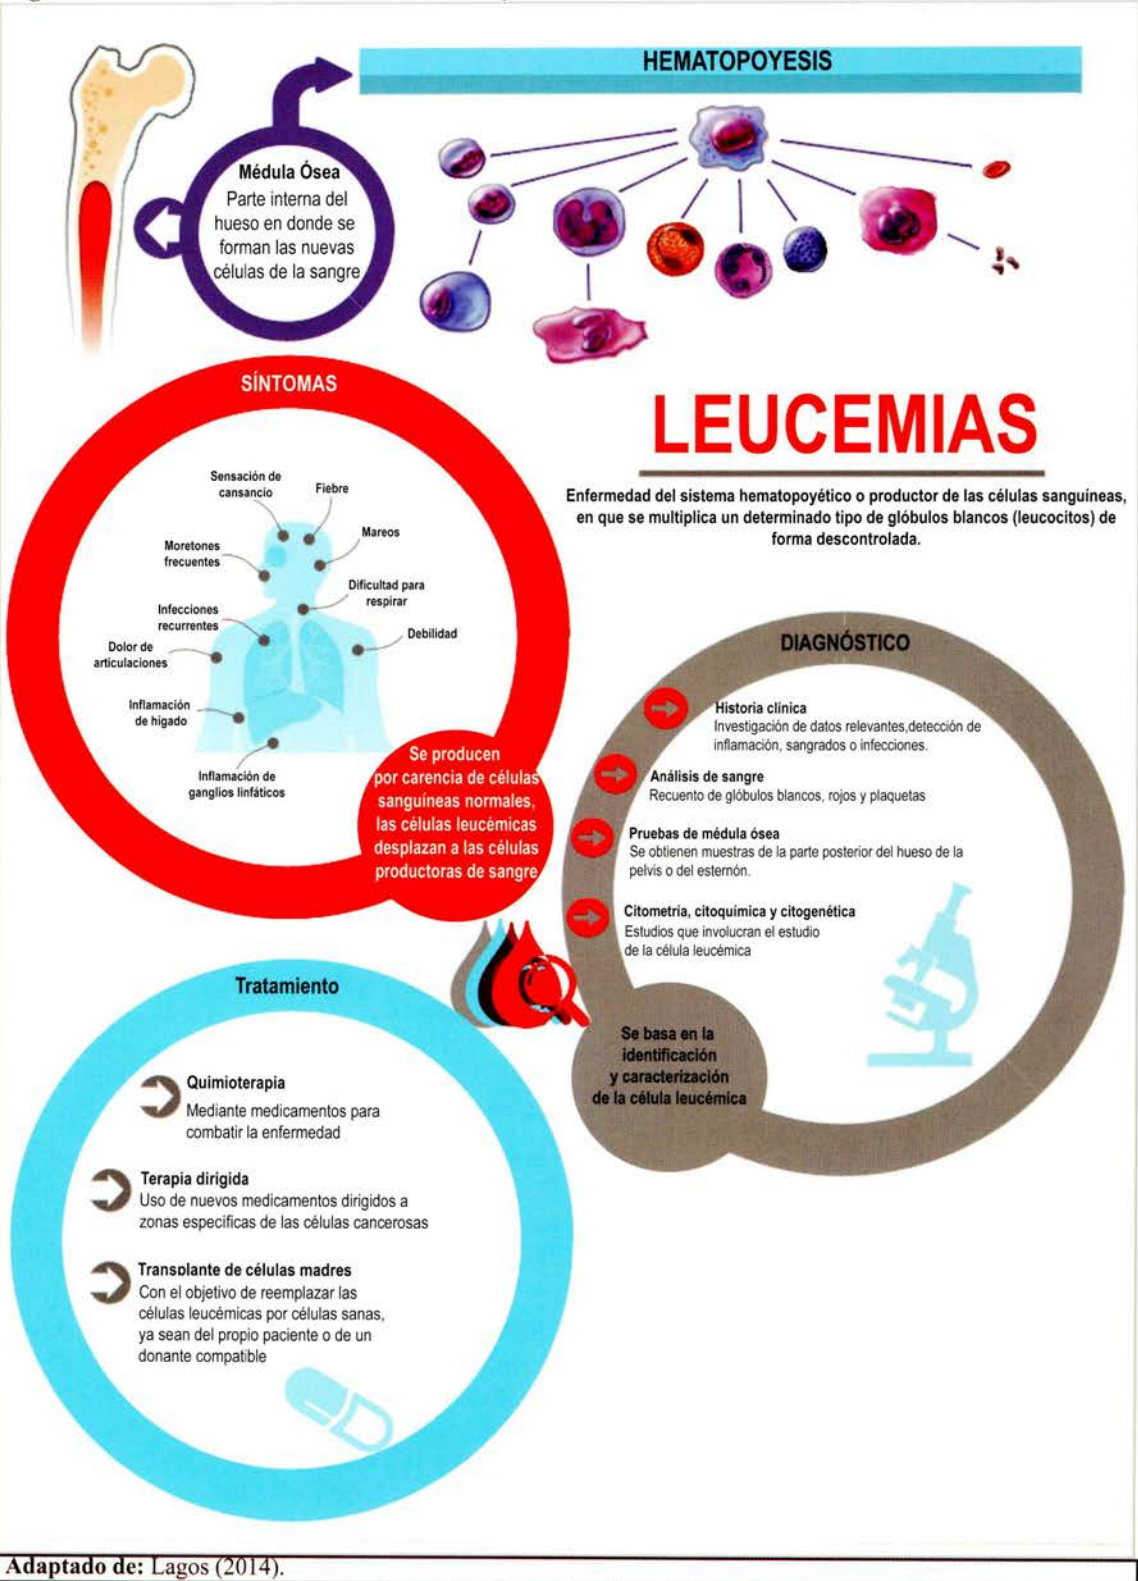 HEMATOPOYESIS
Médula Ósea
Parte interna del
hueso en donde se
forman las nuevas
células de la sangre
SÍNTOMAS
Sensación de
cansancio
Fiebre
Mareos
Moretones
frecuentes
Dificultad para
respirar
Infecciones
recurrentes
Debilidad
Dolor de
articulaciones
Inflamación
de higado
Inflamación de
ganglios linfáticos
Se producen
por carencia de células
sanguíneas normales,
las células leucémicas
desplazan a las células
productoras de sangre
LEUCEMIAS
Enfermedad del sistema hematopoyético o productor de las células sanguíneas,
en que se multiplica un determinado tipo de glóbulos blancos (leucocitos) de
forma descontrolada.
DIAGNÓSTICO
Historia clínica
Investigación de datos relevantes,detección de
inflamación, sangrados o infecciones.
Análisis de sangre
Recuento de glóbulos blancos, rojos y plaquetas
Pruebas de médula ósea
Se obtienen muestras de la parte posterior del hueso de la
pelvis o del esternón.
Citometría, citoquímica y citogenética
Estudios que involucran el estudio
de la célula leucémica
Se basa en la
identificación
y caracterización
de la célula leucémica
Tratamiento
Quimioterapia
Mediante medicamentos para
combatir la enfermedad
Terapia dirigida
Uso de nuevos medicamentos dirigidos a
zonas especificas de las células cancerosas
Transplante de células madres
Con el objetivo de reemplazar las
células leucémicas por células sanas,
ya sean del propio paciente o de un
donante compatible
Adaptado de: Lagos (2014).